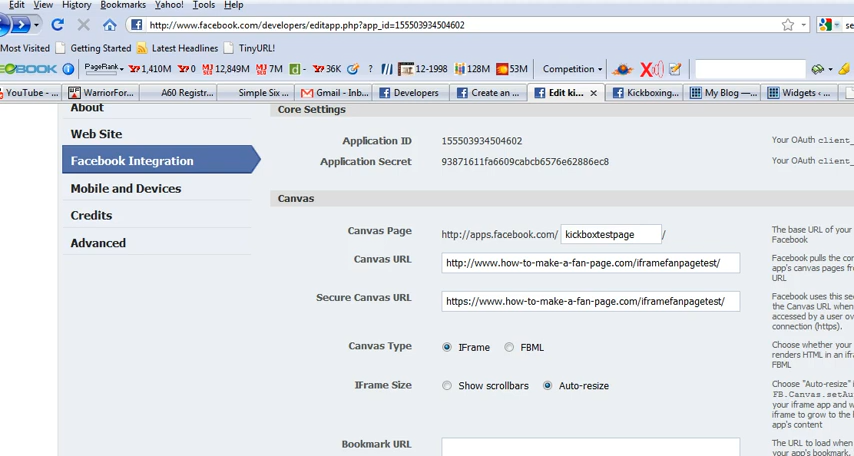 Edit View History Bookmarks Yahoo! Tools Help
http://www.facebook.com/developers/editapp.php?app_id=155503934504602
Most Visited Getting Started Latest Headlines TinyURL!
PageRank 1,410M 0 12,849M 7M d 36K ? 12-1998 128M 53M Competition
YouTube - ... WarriorFor... A60 Registr... Simple Six ... Gmail - Inb... Developers Create an ... Edit ki... Kickboxing... My Blog —... Widgets ‹...
About
Web Site
Facebook Integration
Mobile and Devices
Credits
Advanced
Core Settings
Application ID 155503934504602 Your OAuth client_
Application Secret 93871611fa6609cabcb6576e62886ec8 Your OAuth client_
Canvas
Canvas Page http://apps.facebook.com/ kickboxtestpage / The base URL of your
Facebook
Canvas URL http://www.how-to-make-a-fan-page.com/iframefanpagetest/ Facebook pulls the con
app's canvas pages from
URL
Secure Canvas URL https://www.how-to-make-a-fan-page.com/iframefanpagetest/ Facebook uses this sec
the Canvas URL when
accessed by a user ov
connection (https).
Canvas Type IFrame FBML Choose whether your
renders HTML in an ifr
FBML
IFrame Size Show scrollbars Auto-resize Choose "Auto-resize" i
FB.Canvas.setAu
your iframe app and w
iframe to grow to the h
app's content
Bookmark URL The URL to load when
your app's bookmark.